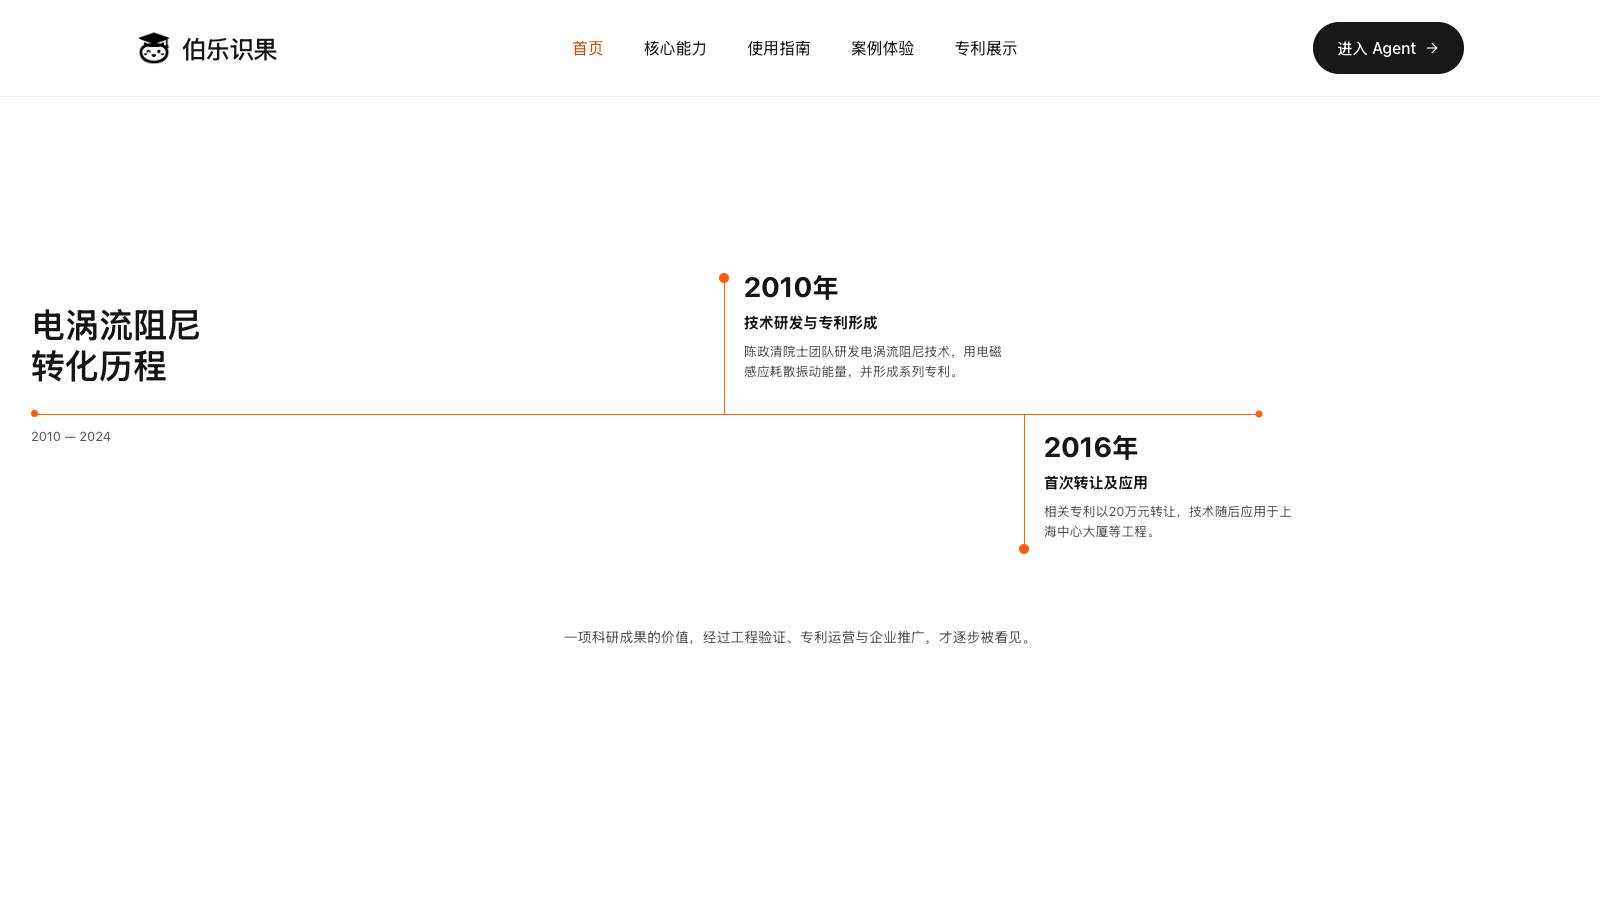 伯乐识果
首页
核心能力
使用指南
案例体验
专利展示
进入 Agent →
电涡流阻尼
转化历程
2010 — 2024
2010年
技术研发与专利形成
陈政清院士团队研发电涡流阻尼技术，用电磁
感应耗散振动能量，并形成系列专利。
2016年
首次转让及应用
相关专利以20万元转让，技术随后应用于上
海中心大厦等工程。
一项科研成果的价值，经过工程验证、专利运营与企业推广，才逐步被看见。